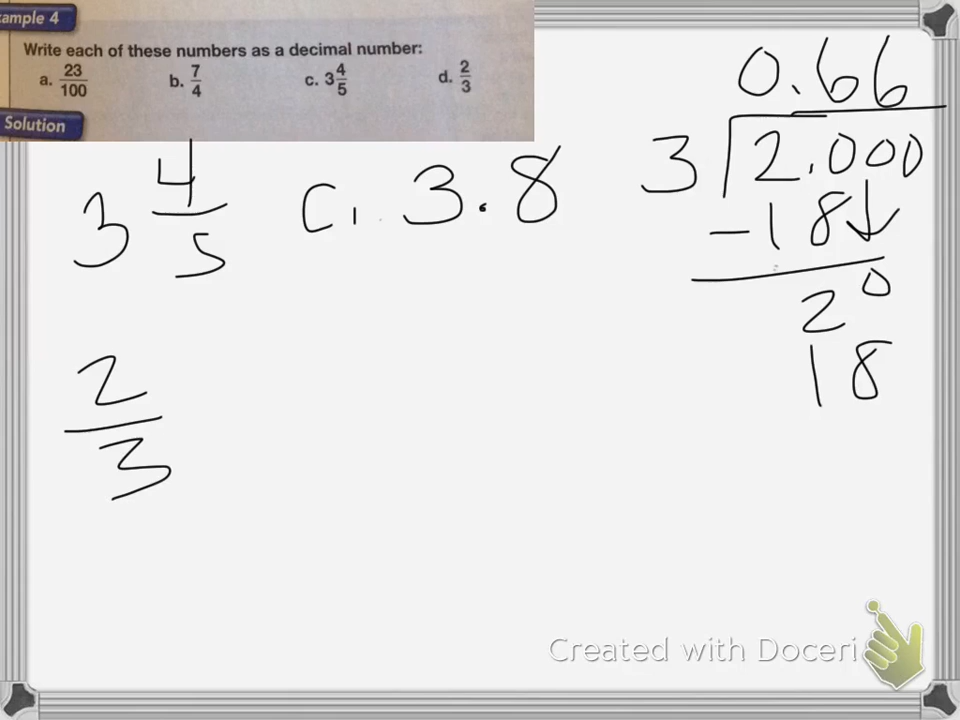 ample 4
Write each of these numbers as a decimal number:
a. 23/100 b. 7/4 c. 3 4/5 d. 2/3
Solution
3 4/5 c. 3.8
2/3
0.66
3 2.000
-18
20
18
Created with Doceri